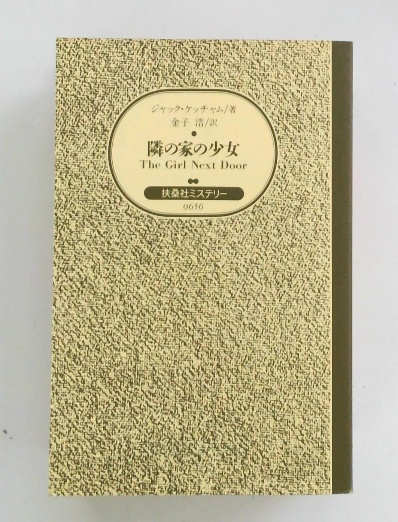 ジャック・ケッチャム/著
金子 浩/訳
隣の家の少女
The Girl Next Door
扶桑社ミステリー
0656